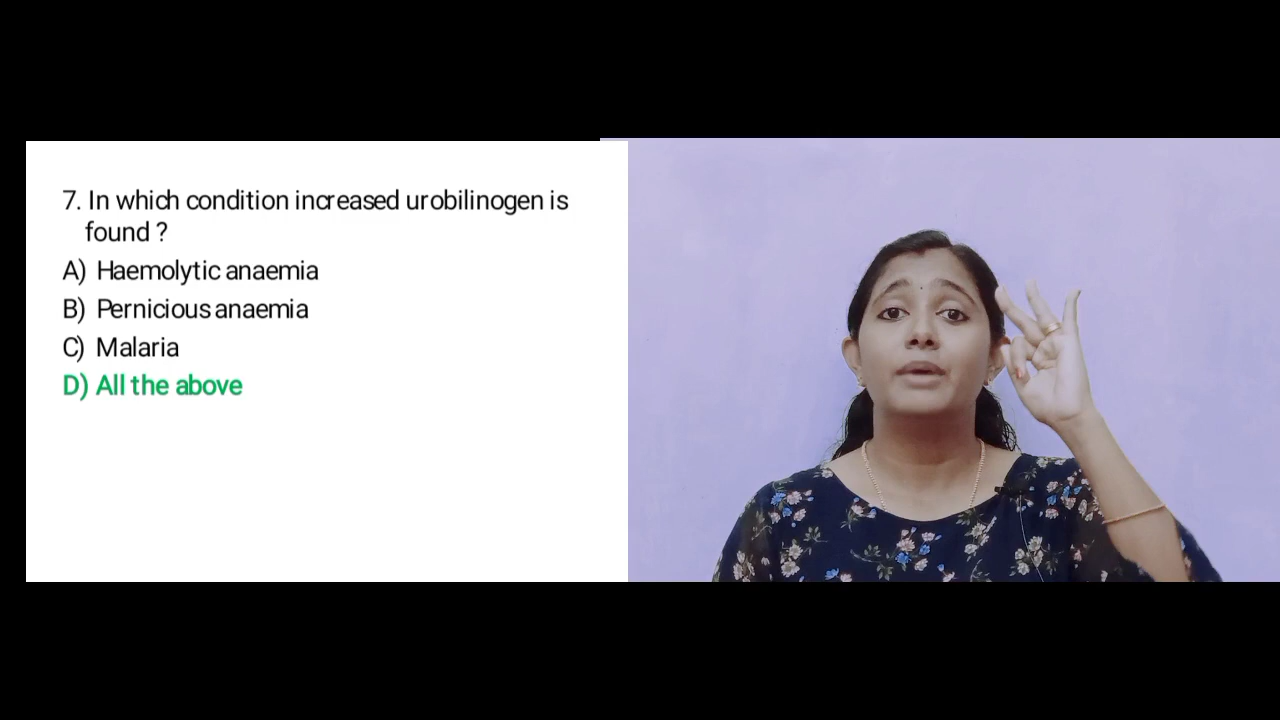 7. In which condition increased urobilinogen is
found ?
A) Haemolytic anaemia
B) Pernicious anaemia
C) Malaria
D) All the above